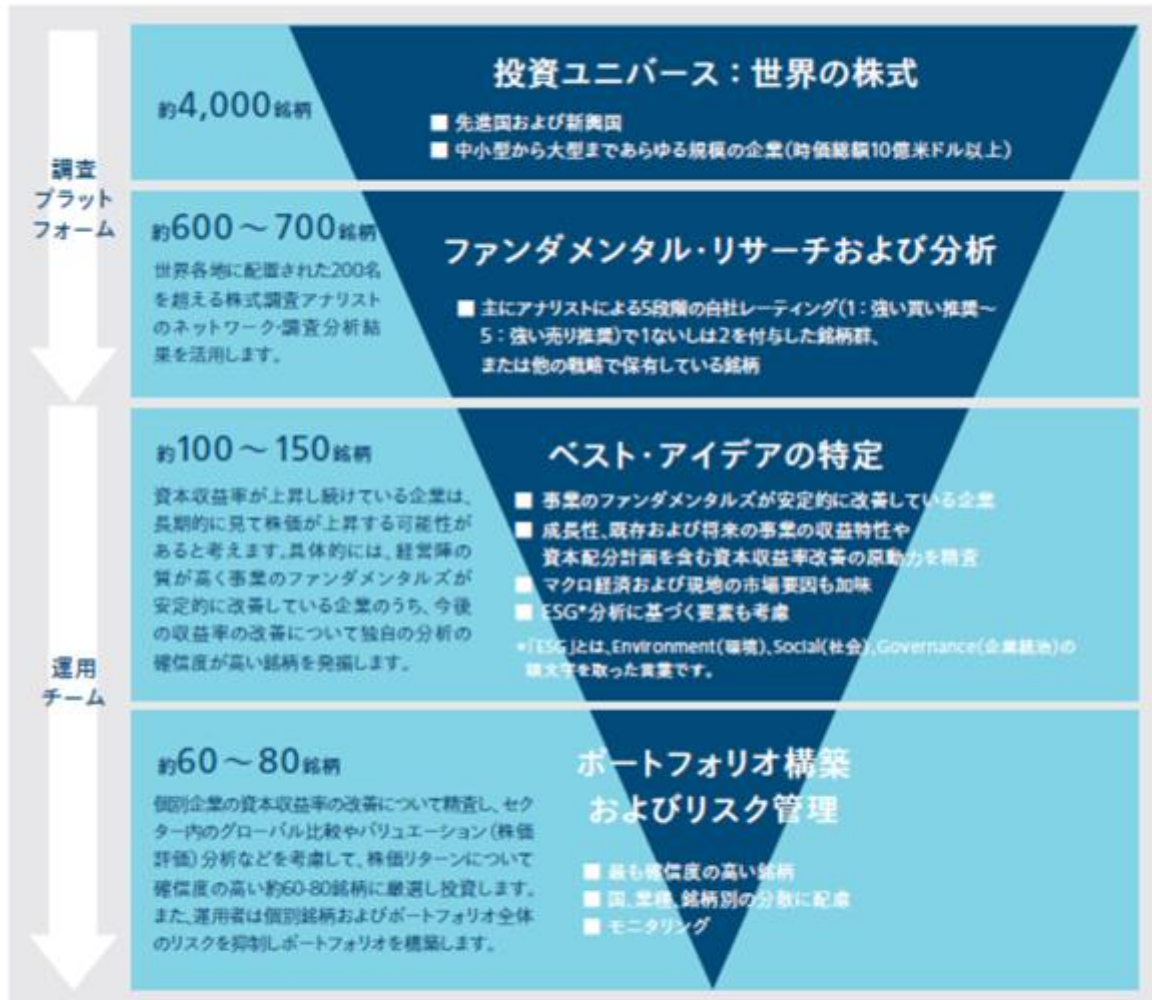 調査
プラット
フォーム
約4,000銘柄
投資ユニバース：世界の株式
■ 先進国および新興国
■ 中小型から大型まであらゆる規模の企業(時価総額10億米ドル以上)
約600～700銘柄
世界各地に配置された200名
を超える株式調査アナリスト
のネットワーク・調査分析結
果を活用します。
ファンダメンタル・リサーチおよび分析
■ 主にアナリストによる5段階の自社レーティング(1：強い買い推奨～
5：強い売り推奨)で1ないしは2を付与した銘柄群、
または他の戦略で保有している銘柄
運用
チーム
約100～150銘柄
資本収益率が上昇し続けている企業は、
長期的に見て株価が上昇する可能性が
あると考えます。具体的には、経営陣の
質が高く事業のファンダメンタルズが
安定的に改善している企業のうち、今後
の収益率の改善について独自の分析の
確信度が高い銘柄を発掘します。
ベスト・アイデアの特定
■ 事業のファンダメンタルズが安定的に改善している企業
■ 成長性、既存および将来の事業の収益特性や
資本配分計画を含む資本収益率改善の原動力を精査
■ マクロ経済および現地の市場要因も加味
■ ESG*分析に基づく要素も考慮
*「ESG」とは、Environment(環境)、Social(社会)、Governance(企業統治)の
頭文字を取った言葉です。
約60～80銘柄
個別企業の資本収益率の改善について精査し、セク
ター内のグローバル比較やバリュエーション(株価
評価)分析などを考慮して、株価リターンについて
確信度の高い約60-80銘柄に厳選し投資します。
また、運用者は個別銘柄およびポートフォリオ全体
のリスクを抑制しポートフォリオを構築します。
ポートフォリオ構築
およびリスク管理
■ 最も確信度の高い銘柄
■ 国、業種、銘柄別の分散に配慮
■ モニタリング